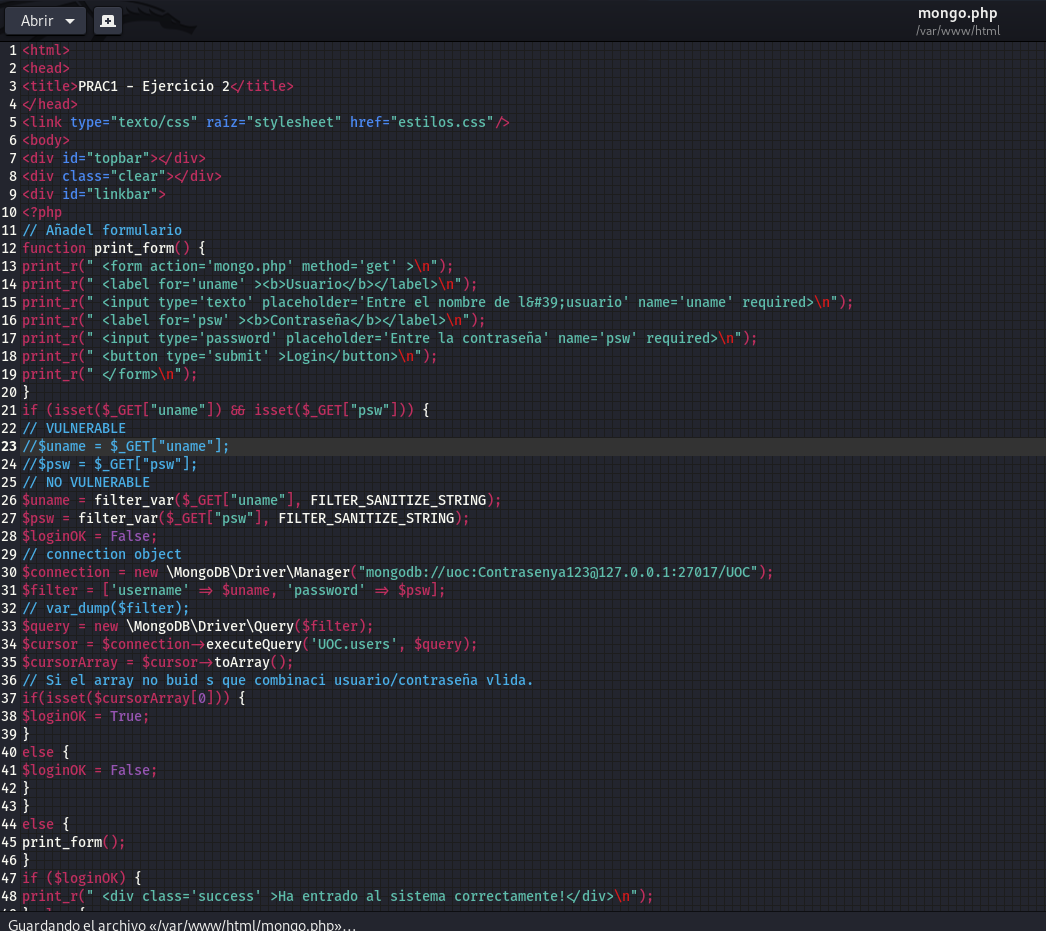 Abrir
mongo.php
/var/www/html
1 <html>
2 <head>
3 <title>PRAC1 - Ejercicio 2</title>
4 </head>
5 <link type="texto/css" raiz="stylesheet" href="estilos.css"/>
6 <body>
7 <div id="topbar"></div>
8 <div class="clear"></div>
9 <div id="linkbar">
10 <?php
11 // Añadel formulario
12 function print_form() {
13 print_r(" <form action='mongo.php' method='get' >\n");
14 print_r(" <label for='uname' ><b>Usuario</b></label>\n");
15 print_r(" <input type='texto' placeholder='Entre el nombre de l&#39;usuario' name='uname' required>\n");
16 print_r(" <label for='psw' ><b>Contraseña</b></label>\n");
17 print_r(" <input type='password' placeholder='Entre la contraseña' name='psw' required>\n");
18 print_r(" <button type='submit' >Login</button>\n");
19 print_r(" </form>\n");
20 }
21 if (isset($_GET["uname"]) && isset($_GET["psw"])) {
22 // VULNERABLE
23 //$uname = $_GET["uname"];
24 //$psw = $_GET["psw"];
25 // NO VULNERABLE
26 $uname = filter_var($_GET["uname"], FILTER_SANITIZE_STRING);
27 $psw = filter_var($_GET["psw"], FILTER_SANITIZE_STRING);
28 $loginOK = False;
29 // connection object
30 $connection = new \MongoDB\Driver\Manager("mongodb://uoc:Contrasenya123@127.0.0.1:27017/UOC");
31 $filter = ['username' => $uname, 'password' => $psw];
32 // var_dump($filter);
33 $query = new \MongoDB\Driver\Query($filter);
34 $cursor = $connection->executeQuery('UOC.users', $query);
35 $cursorArray = $cursor->toArray();
36 // Si el array no buid s que combinaci usuario/contraseña vlida.
37 if(isset($cursorArray[0])) {
38 $loginOK = True;
39 }
40 else {
41 $loginOK = False;
42 }
43 }
44 else {
45 print_form();
46 }
47 if ($loginOK) {
48 print_r(" <div class='success' >Ha entrado al sistema correctamente!</div>\n");
Guardando el archivo «/var/www/html/mongo.php»…